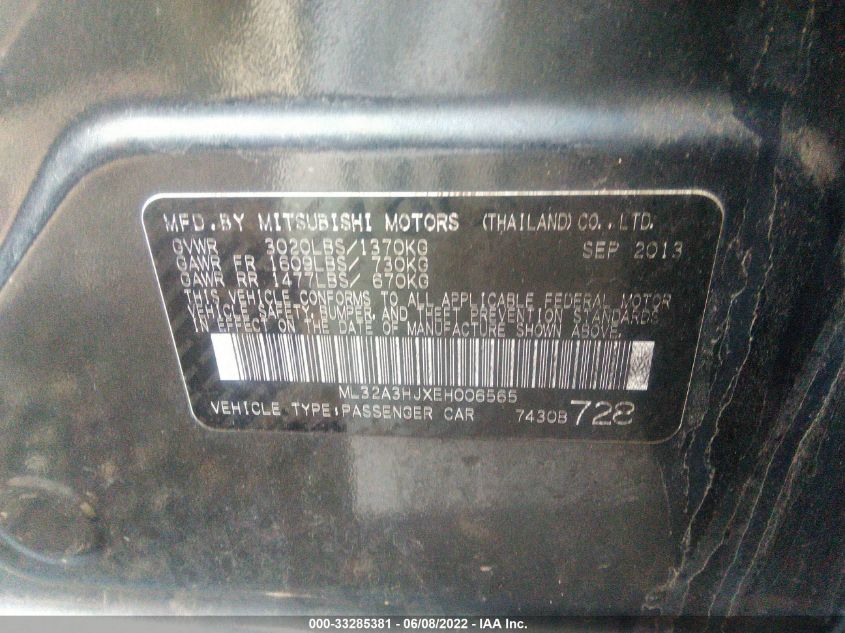 MFD.BY MITSUBISHI MOTORS (THAILAND) CO.,LTD.
GVWR 3020LBS/1370KG SEP 2013
GAWR FR 1609LBS/ 730KG
GAWR RR 1477LBS/ 670KG
THIS VEHICLE CONFORMS TO ALL APPLICABLE FEDERAL MOTOR
VEHICLE SAFETY, BUMPER, AND THEFT PREVENTION STANDARDS
IN EFFECT ON THE DATE OF MANUFACTURE SHOWN ABOVE.
ML32A3HJXEH006565
VEHICLE TYPE:PASSENGER CAR 7430B 728
000-33285381 - 06/08/2022 - IAA Inc.